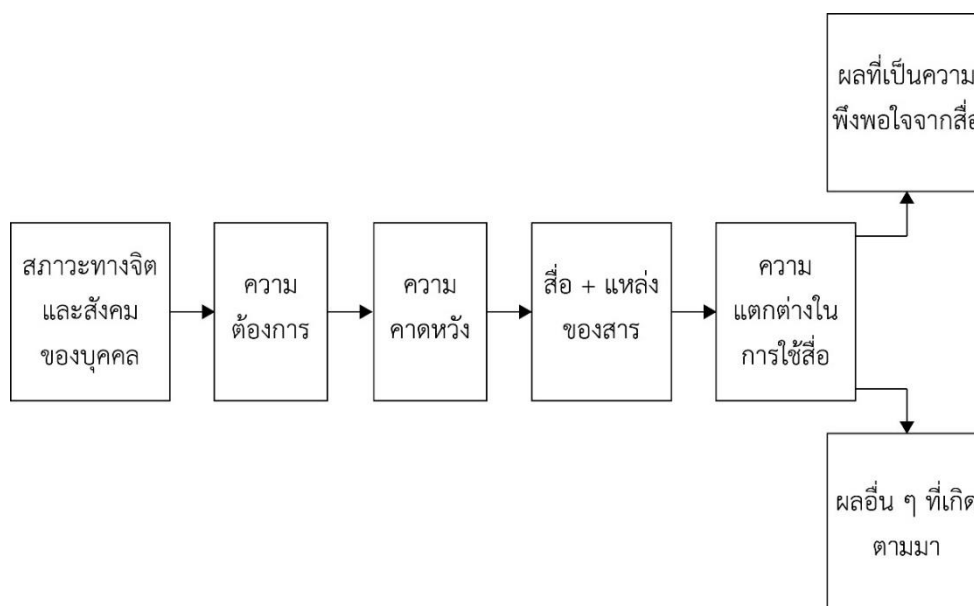 ผลที่เป็นความ
พึงพอใจจากสื่อ
สภาวะทางจิต
และสังคม
ของบุคคล
ความ
ต้องการ
ความ
คาดหวัง
สื่อ + แหล่ง
ของสาร
ความ
แตกต่างใน
การใช้สื่อ
ผลอื่น ๆ ที่เกิด
ตามมา